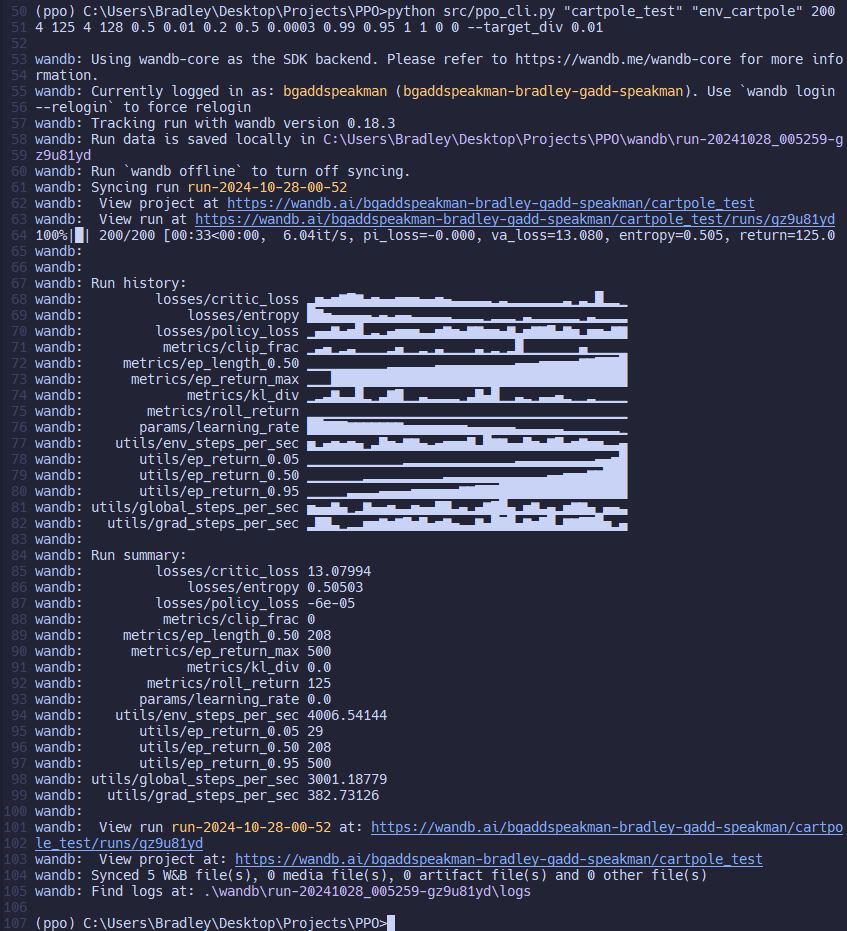 50 (ppo) C:\Users\Bradley\Desktop\Projects\PPO>python src/ppo_cli.py "cartpole_test" "env_cartpole" 200
51 4 125 4 128 0.5 0.01 0.2 0.5 0.0003 0.99 0.95 1 1 0 0 --target_div 0.01
52
53 wandb: Using wandb-core as the SDK backend. Please refer to https://wandb.me/wandb-core for more info
54 rmation.
55 wandb: Currently logged in as: bgaddspeakman (bgaddspeakman-bradley-gadd-speakman). Use `wandb login
56 --relogin` to force relogin
57 wandb: Tracking run with wandb version 0.18.3
58 wandb: Run data is saved locally in C:\Users\Bradley\Desktop\Projects\PPO\wandb\run-20241028_005259-g
59 z9u81yd
60 wandb: Run `wandb offline` to turn off syncing.
61 wandb: Syncing run run-2024-10-28-00-52
62 wandb: View project at https://wandb.ai/bgaddspeakman-bradley-gadd-speakman/cartpole_test
63 wandb: View run at https://wandb.ai/bgaddspeakman-bradley-gadd-speakman/cartpole_test/runs/gz9u81yd
64 100%|█| 200/200 [00:33<00:00, 6.04it/s, pi_loss=-0.000, va_loss=13.080, entropy=0.505, return=125.0
65 wandb:
66 wandb:
67 wandb: Run history:
68 wandb: losses/critic_loss
69 wandb: losses/entropy
70 wandb: losses/policy_loss
71 wandb: metrics/clip_frac
72 wandb: metrics/ep_length_0.50
73 wandb: metrics/ep_return_max
74 wandb: metrics/kl_div
75 wandb: metrics/roll_return
76 wandb: params/learning_rate
77 wandb: utils/env_steps_per_sec
78 wandb: utils/ep_return_0.05
79 wandb: utils/ep_return_0.50
80 wandb: utils/ep_return_0.95
81 wandb: utils/global_steps_per_sec
82 wandb: utils/grad_steps_per_sec
83 wandb:
84 wandb: Run summary:
85 wandb: losses/critic_loss 13.07994
86 wandb: losses/entropy 0.50503
87 wandb: losses/policy_loss -6e-05
88 wandb: metrics/clip_frac 0
89 wandb: metrics/ep_length_0.50 208
90 wandb: metrics/ep_return_max 500
91 wandb: metrics/kl_div 0.0
92 wandb: metrics/roll_return 125
93 wandb: params/learning_rate 0.0
94 wandb: utils/env_steps_per_sec 4006.54144
95 wandb: utils/ep_return_0.05 29
96 wandb: utils/ep_return_0.50 208
97 wandb: utils/ep_return_0.95 500
98 wandb: utils/global_steps_per_sec 3001.18779
99 wandb: utils/grad_steps_per_sec 382.73126
100 wandb:
101 wandb: View run run-2024-10-28-00-52 at: https://wandb.ai/bgaddspeakman-bradley-gadd-speakman/cartpo
102 le_test/runs/gz9u81yd
103 wandb: View project at: https://wandb.ai/bgaddspeakman-bradley-gadd-speakman/cartpole_test
104 wandb: Synced 5 W&B file(s), 0 media file(s), 0 artifact file(s) and 0 other file(s)
105 wandb: Find logs at: .\wandb\run-20241028_005259-gz9u81yd\logs
106
107 (ppo) C:\Users\Bradley\Desktop\Projects\PPO>